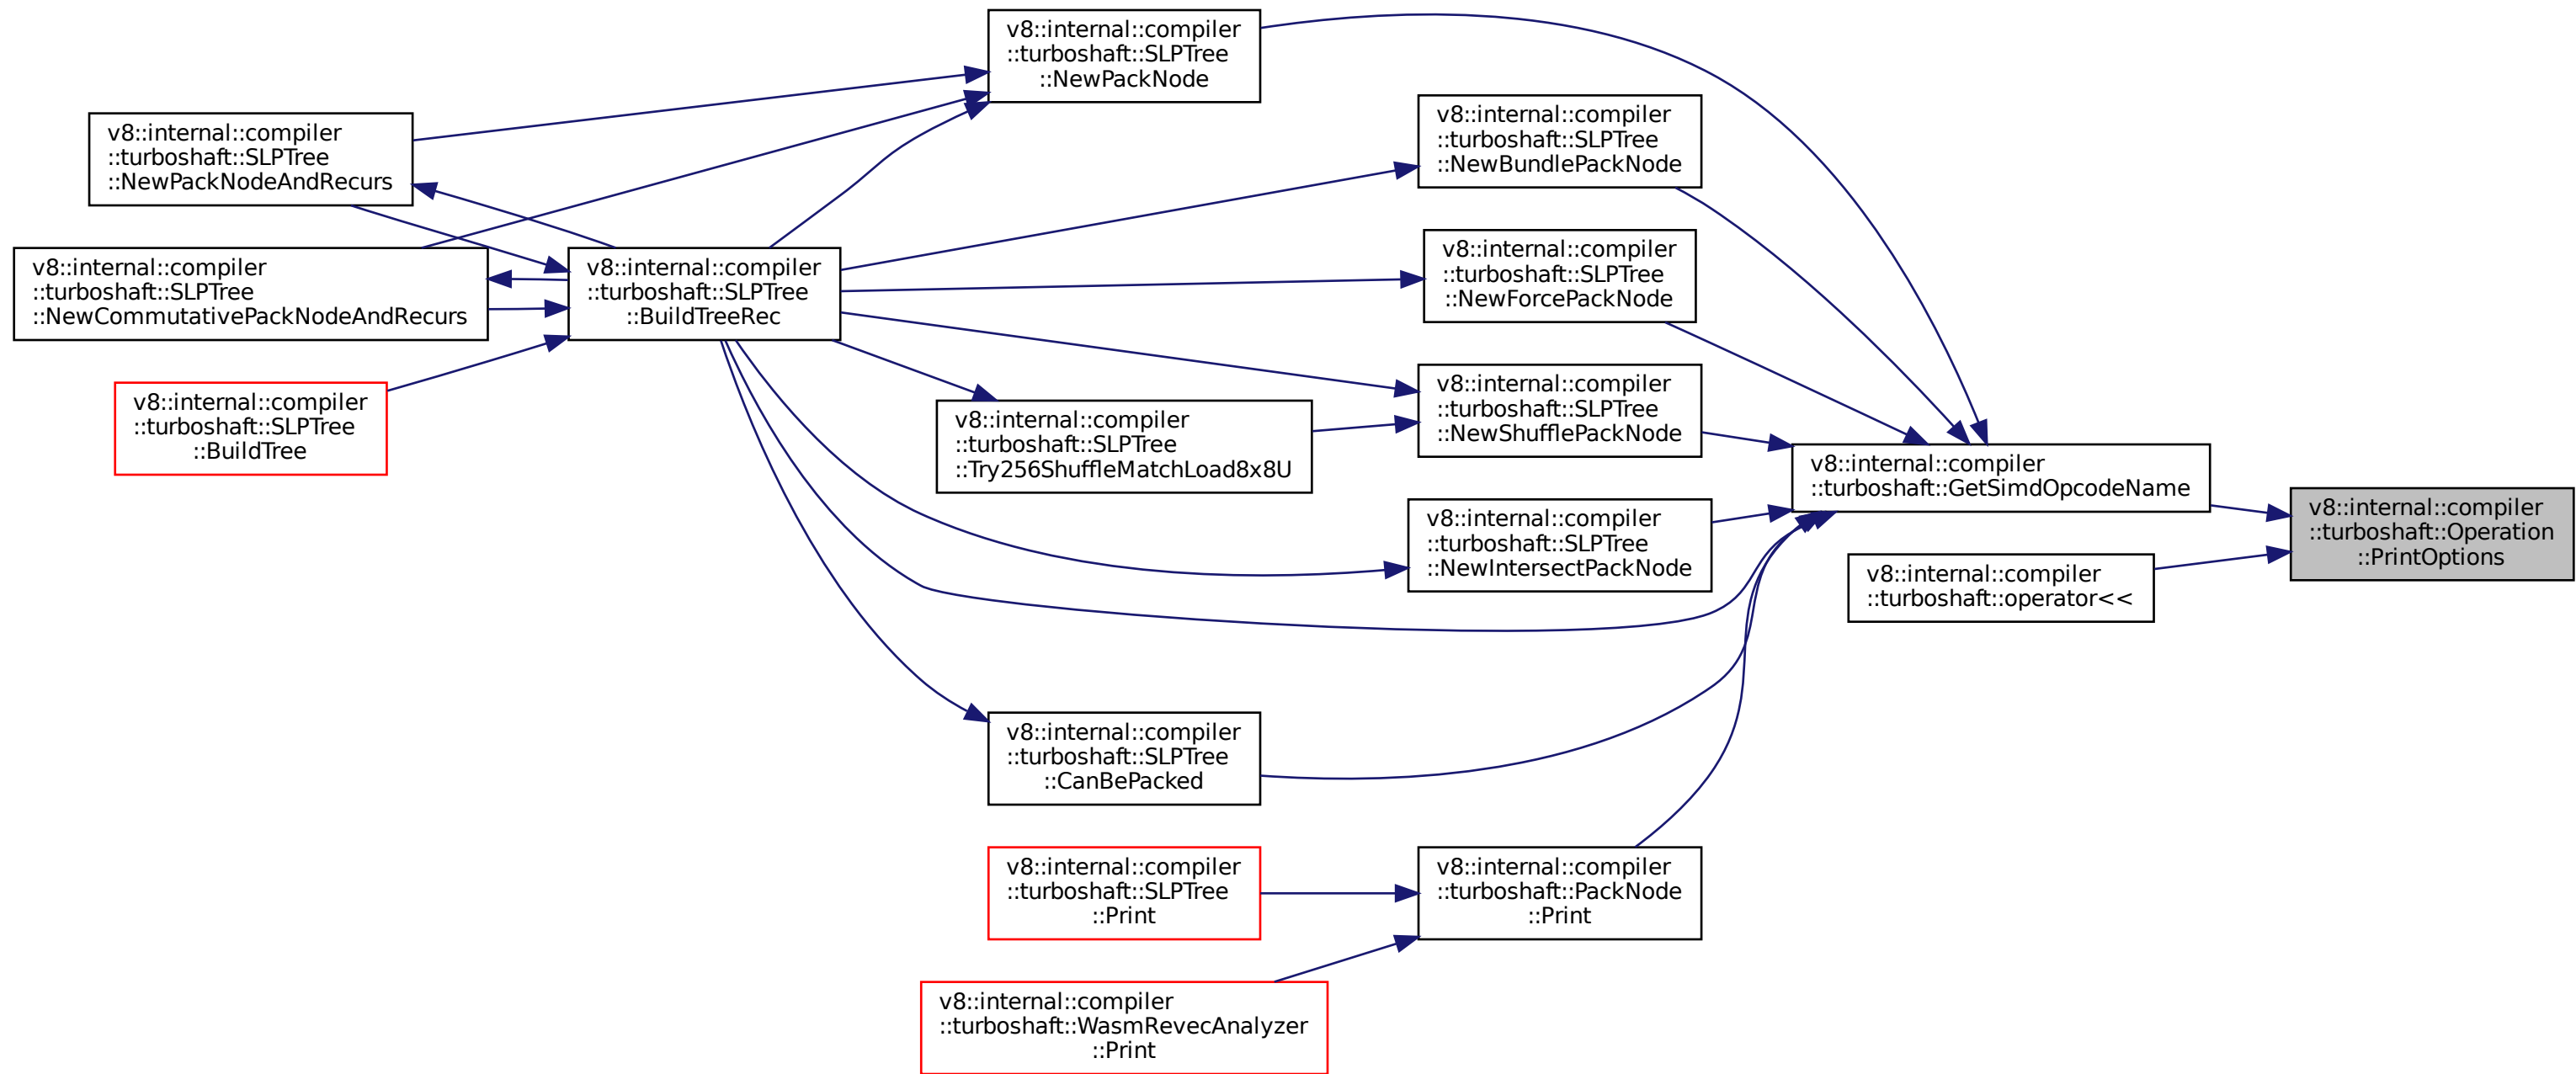 v8::internal::compiler
::turboshaft::SLPTree
::NewPackNode
v8::internal::compiler
::turboshaft::SLPTree
::NewBundlePackNode
v8::internal::compiler
::turboshaft::SLPTree
::NewPackNodeAndRecurs
v8::internal::compiler
::turboshaft::SLPTree
::NewForcePackNode
v8::internal::compiler
::turboshaft::SLPTree
::NewCommutativePackNodeAndRecurs
v8::internal::compiler
::turboshaft::SLPTree
::BuildTreeRec
v8::internal::compiler
::turboshaft::SLPTree
::NewShufflePackNode
v8::internal::compiler
::turboshaft::SLPTree
::BuildTree
v8::internal::compiler
::turboshaft::SLPTree
::Try256ShuffleMatchLoad8x8U
v8::internal::compiler
::turboshaft::GetSimdOpcodeName
v8::internal::compiler
::turboshaft::Operation
::PrintOptions
v8::internal::compiler
::turboshaft::SLPTree
::NewIntersectPackNode
v8::internal::compiler
::turboshaft::operator<<
v8::internal::compiler
::turboshaft::SLPTree
::CanBePacked
v8::internal::compiler
::turboshaft::SLPTree
::Print
v8::internal::compiler
::turboshaft::PackNode
::Print
v8::internal::compiler
::turboshaft::WasmRevecAnalyzer
::Print